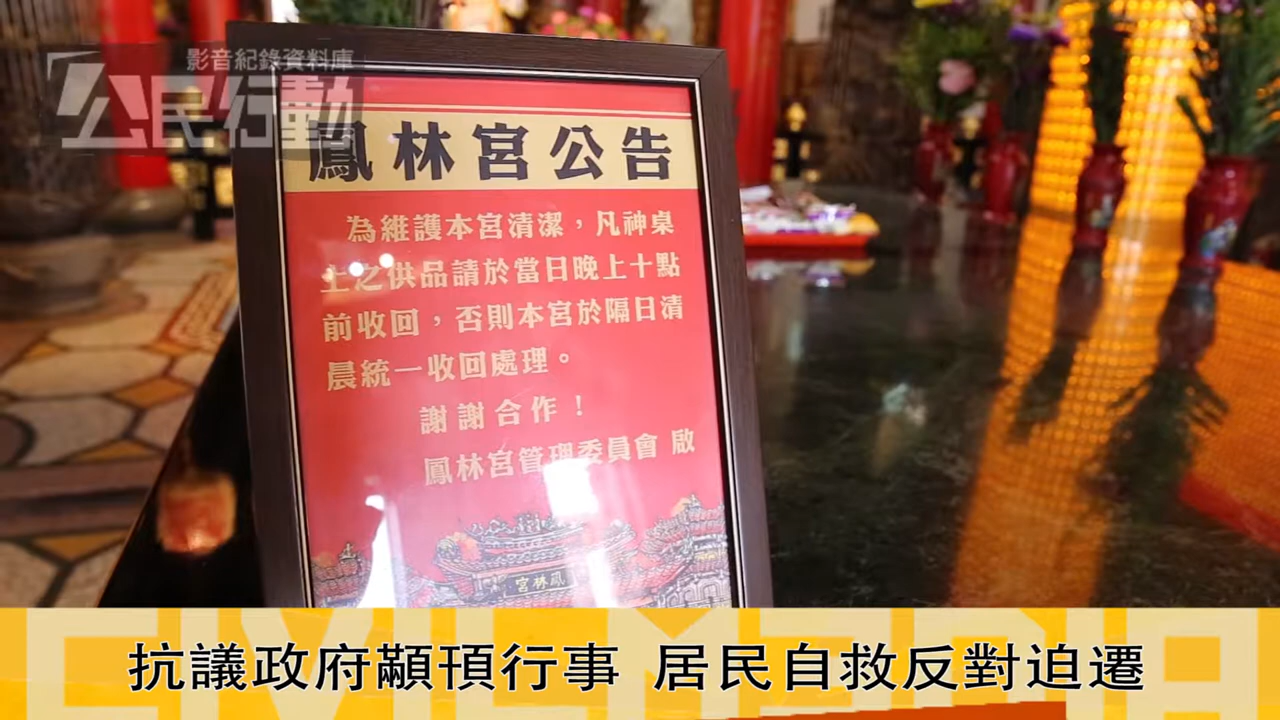 影音紀錄資料庫
公民行動
鳳林宮公告
為維護本宮清潔，凡神桌
上之供品請於當日晚上十點
前收回，否則本宮於隔日清
晨統一收回處理。
謝謝合作！
鳳林宮管理委員會 啟
宮林鳳
抗議政府顢頇行事 居民自救反對迫遷